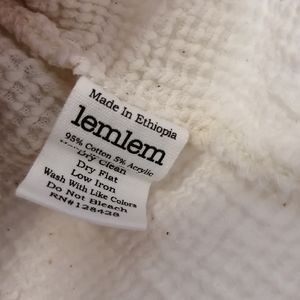 Made In Ethiopia
lemlem
95% Cotton 5% Acrylic
Dry Clean
Dry Flat
Low Iron
Wash With Like Colors
Do Not Bleach
RN#128428